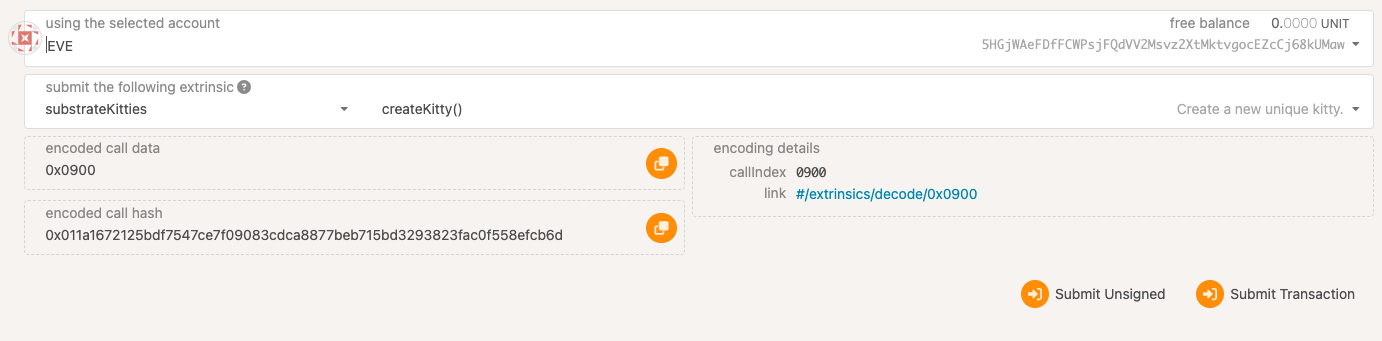 using the selected account
free balance 0.0000 UNIT
EVE
5HGjWAeFDfFCWPsjFQdVV2Msvz2XtMktvgocEZcCj68kUMaw
submit the following extrinsic ?
substrateKitties
createKitty()
Create a new unique kitty.
encoded call data
0x0900
encoding details
callIndex 0900
link #/extrinsics/decode/0x0900
encoded call hash
0x011a1672125bdf7547ce7f09083cdca8877beb715bd3293823fac0f558efcb6d
Submit Unsigned
Submit Transaction